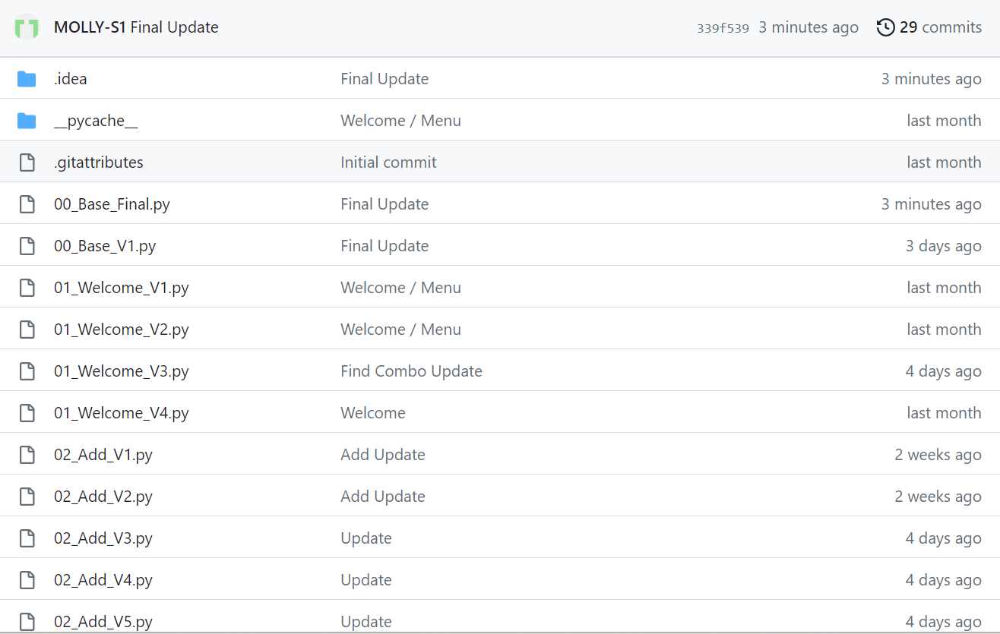 MOLLY-S1 Final Update 339f539 3 minutes ago 29 commits
.idea Final Update 3 minutes ago
__pycache__ Welcome / Menu last month
.gitattributes Initial commit last month
00_Base_Final.py Final Update 3 minutes ago
00_Base_V1.py Final Update 3 days ago
01_Welcome_V1.py Welcome / Menu last month
01_Welcome_V2.py Welcome / Menu last month
01_Welcome_V3.py Find Combo Update 4 days ago
01_Welcome_V4.py Welcome last month
02_Add_V1.py Add Update 2 weeks ago
02_Add_V2.py Add Update 2 weeks ago
02_Add_V3.py Update 4 days ago
02_Add_V4.py Update 4 days ago
02_Add_V5.py Update 4 days ago